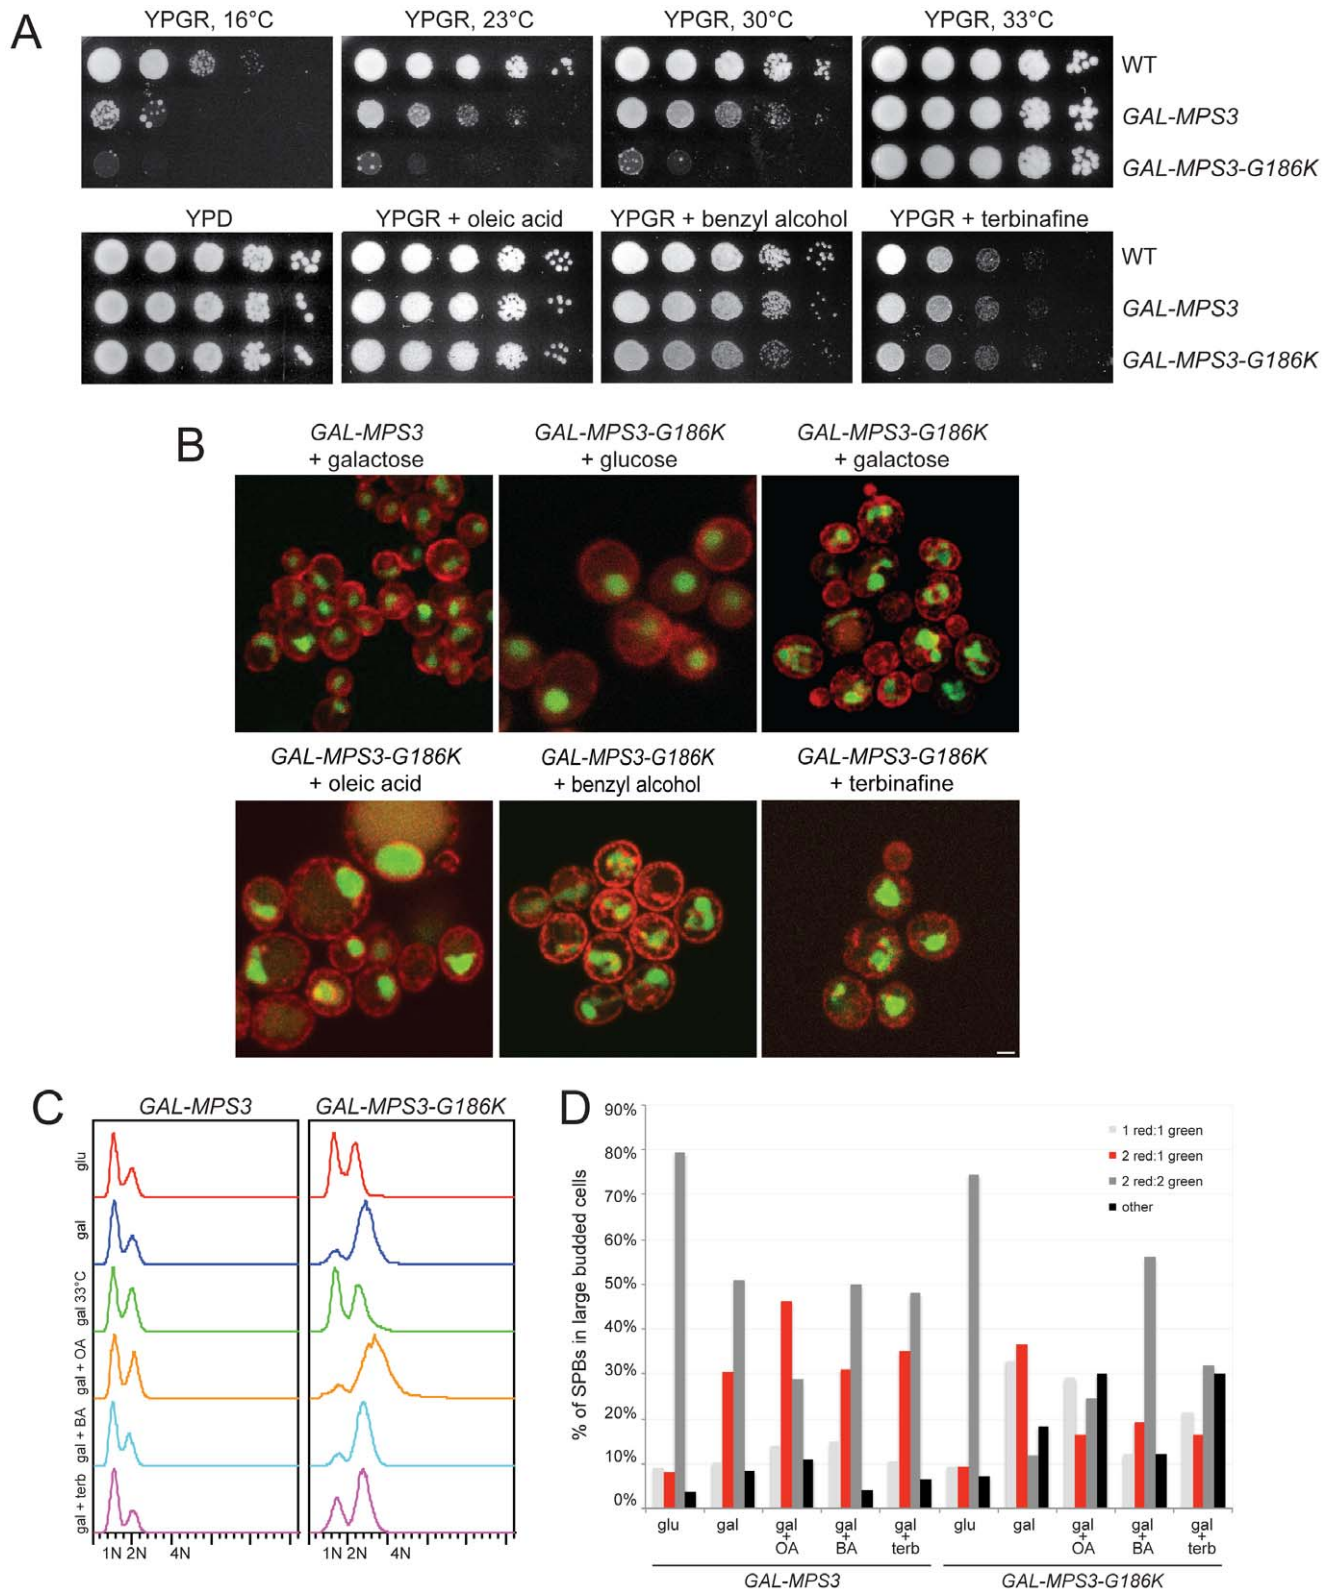 A
YPGR, 16°C
YPGR, 23°C
YPGR, 30°C
YPGR, 33°C
WT
GAL-MPS3
GAL-MPS3-G186K
YPD
YPGR + oleic acid
YPGR + benzyl alcohol
YPGR + terbinafine
WT
GAL-MPS3
GAL-MPS3-G186K
B
GAL-MPS3
+ galactose
GAL-MPS3-G186K
+ glucose
GAL-MPS3-G186K
+ galactose
GAL-MPS3-G186K
+ oleic acid
GAL-MPS3-G186K
+ benzyl alcohol
GAL-MPS3-G186K
+ terbinafine
C
GAL-MPS3
GAL-MPS3-G186K
glu
gal
gal 33°C
gal + OA
gal + BA
gal + terb
1N 2N 4N
1N 2N 4N
D
% of SPBs in large budded cells
90%
80%
70%
60%
50%
40%
30%
20%
10%
0%
1 red:1 green
2 red:1 green
2 red:2 green
other
glu
gal
gal + OA
gal + BA
gal + terb
glu
gal
gal + OA
gal + BA
gal + terb
GAL-MPS3
GAL-MPS3-G186K